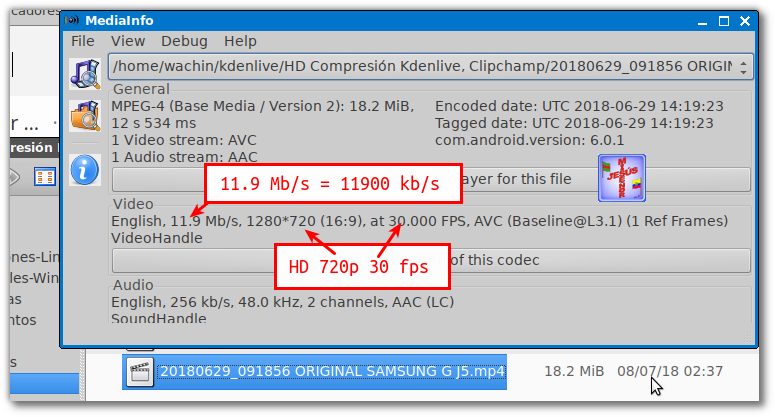 cadores
MediaInfo
File View Debug Help
/home/wachin/kdenlive/HD Compresión Kdenlive, Clipchamp/20180629_091856 ORIGIN
General
MPEG-4 (Base Media / Version 2): 18.2 MiB,
12 s 534 ms
1 Video stream: AVC
1 Audio stream: AAC
Encoded date: UTC 2018-06-29 14:19:23
Tagged date: UTC 2018-06-29 14:19:23
com.android.version: 6.0.1
r ...
resión
11.9 Mb/s = 11900 kb/s
ayer for this file
JESÚS
Video
English, 11.9 Mb/s, 1280*720 (16:9), at 30.000 FPS, AVC (Baseline@L3.1) (1 Ref Frames)
VideoHandle
HD 720p 30 fps
of this codec
ones-Lin
les-Win
as
ntos
s
Audio
English, 256 kb/s, 48.0 kHz, 2 channels, AAC (LC)
SoundHandle
20180629_091856 ORIGINAL SAMSUNG G J5.mp4 18.2 MiB 08/07/18 02:37